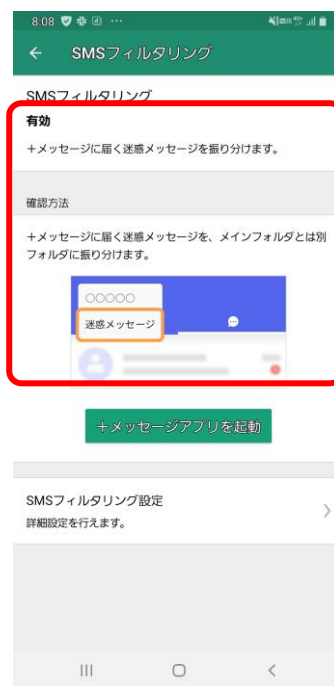 8:08
SMSフィルタリング
SMSフィルタリング
有効
+メッセージに届く迷惑メッセージを振り分けます。
確認方法
+メッセージに届く迷惑メッセージを、メインフォルダとは別
フォルダに振り分けます。
○○○○○
迷惑メッセージ
+メッセージアプリを起動
SMSフィルタリング設定
詳細設定を行えます。